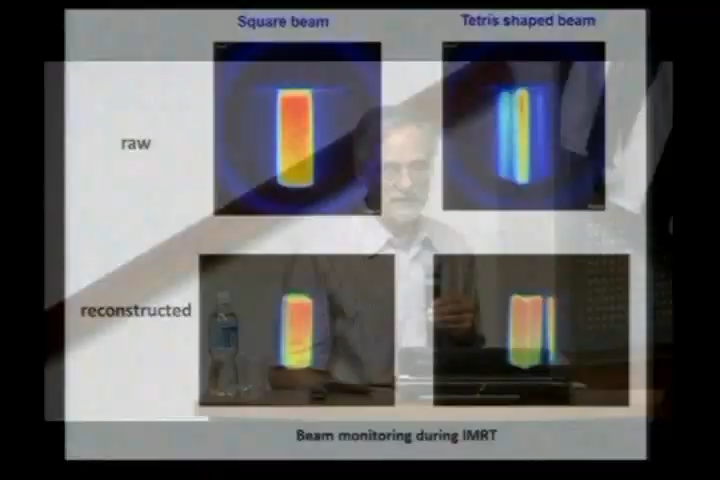 Square beam
Tetris shaped beam
raw
reconstructed
Beam monitoring during IMRT